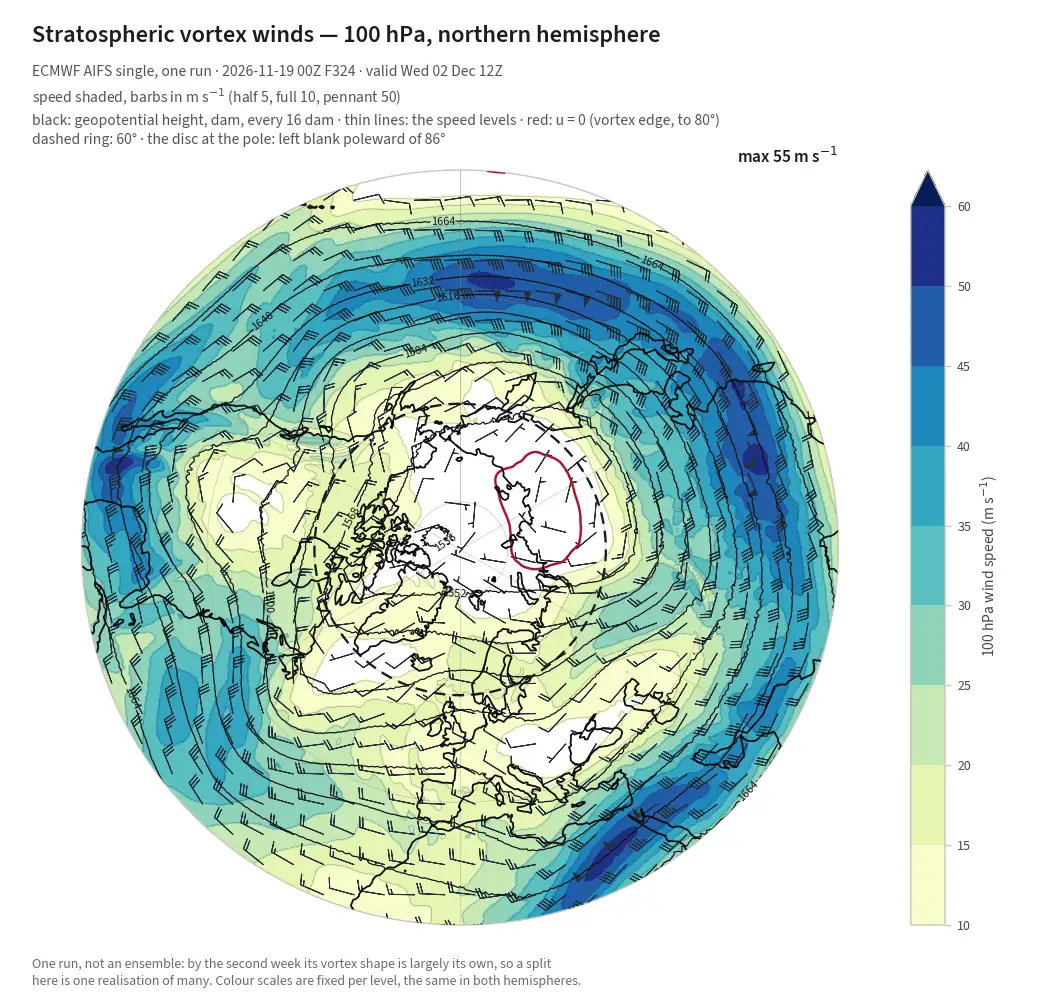 Stratospheric vortex winds — 100 hPa, northern hemisphere
ECMWF AIFS single, one run · 2026-11-19 00Z F324 · valid Wed 02 Dec 12Z
speed shaded, barbs in m s⁻¹ (half 5, full 10, pennant 50)
black: geopotential height, dam, every 16 dam · thin lines: the speed levels · red: u = 0 (vortex edge, to 80°)
dashed ring: 60° · the disc at the pole: left blank poleward of 86°
max 55 m s⁻¹
1664
1664
1632
1616
1648
1584
1568
1536
1552
1664
1664
60
50
45
40
35
30
25
20
15
10
100 hPa wind speed (m s⁻¹)
One run, not an ensemble: by the second week its vortex shape is largely its own, so a split
here is one realisation of many. Colour scales are fixed per level, the same in both hemispheres.